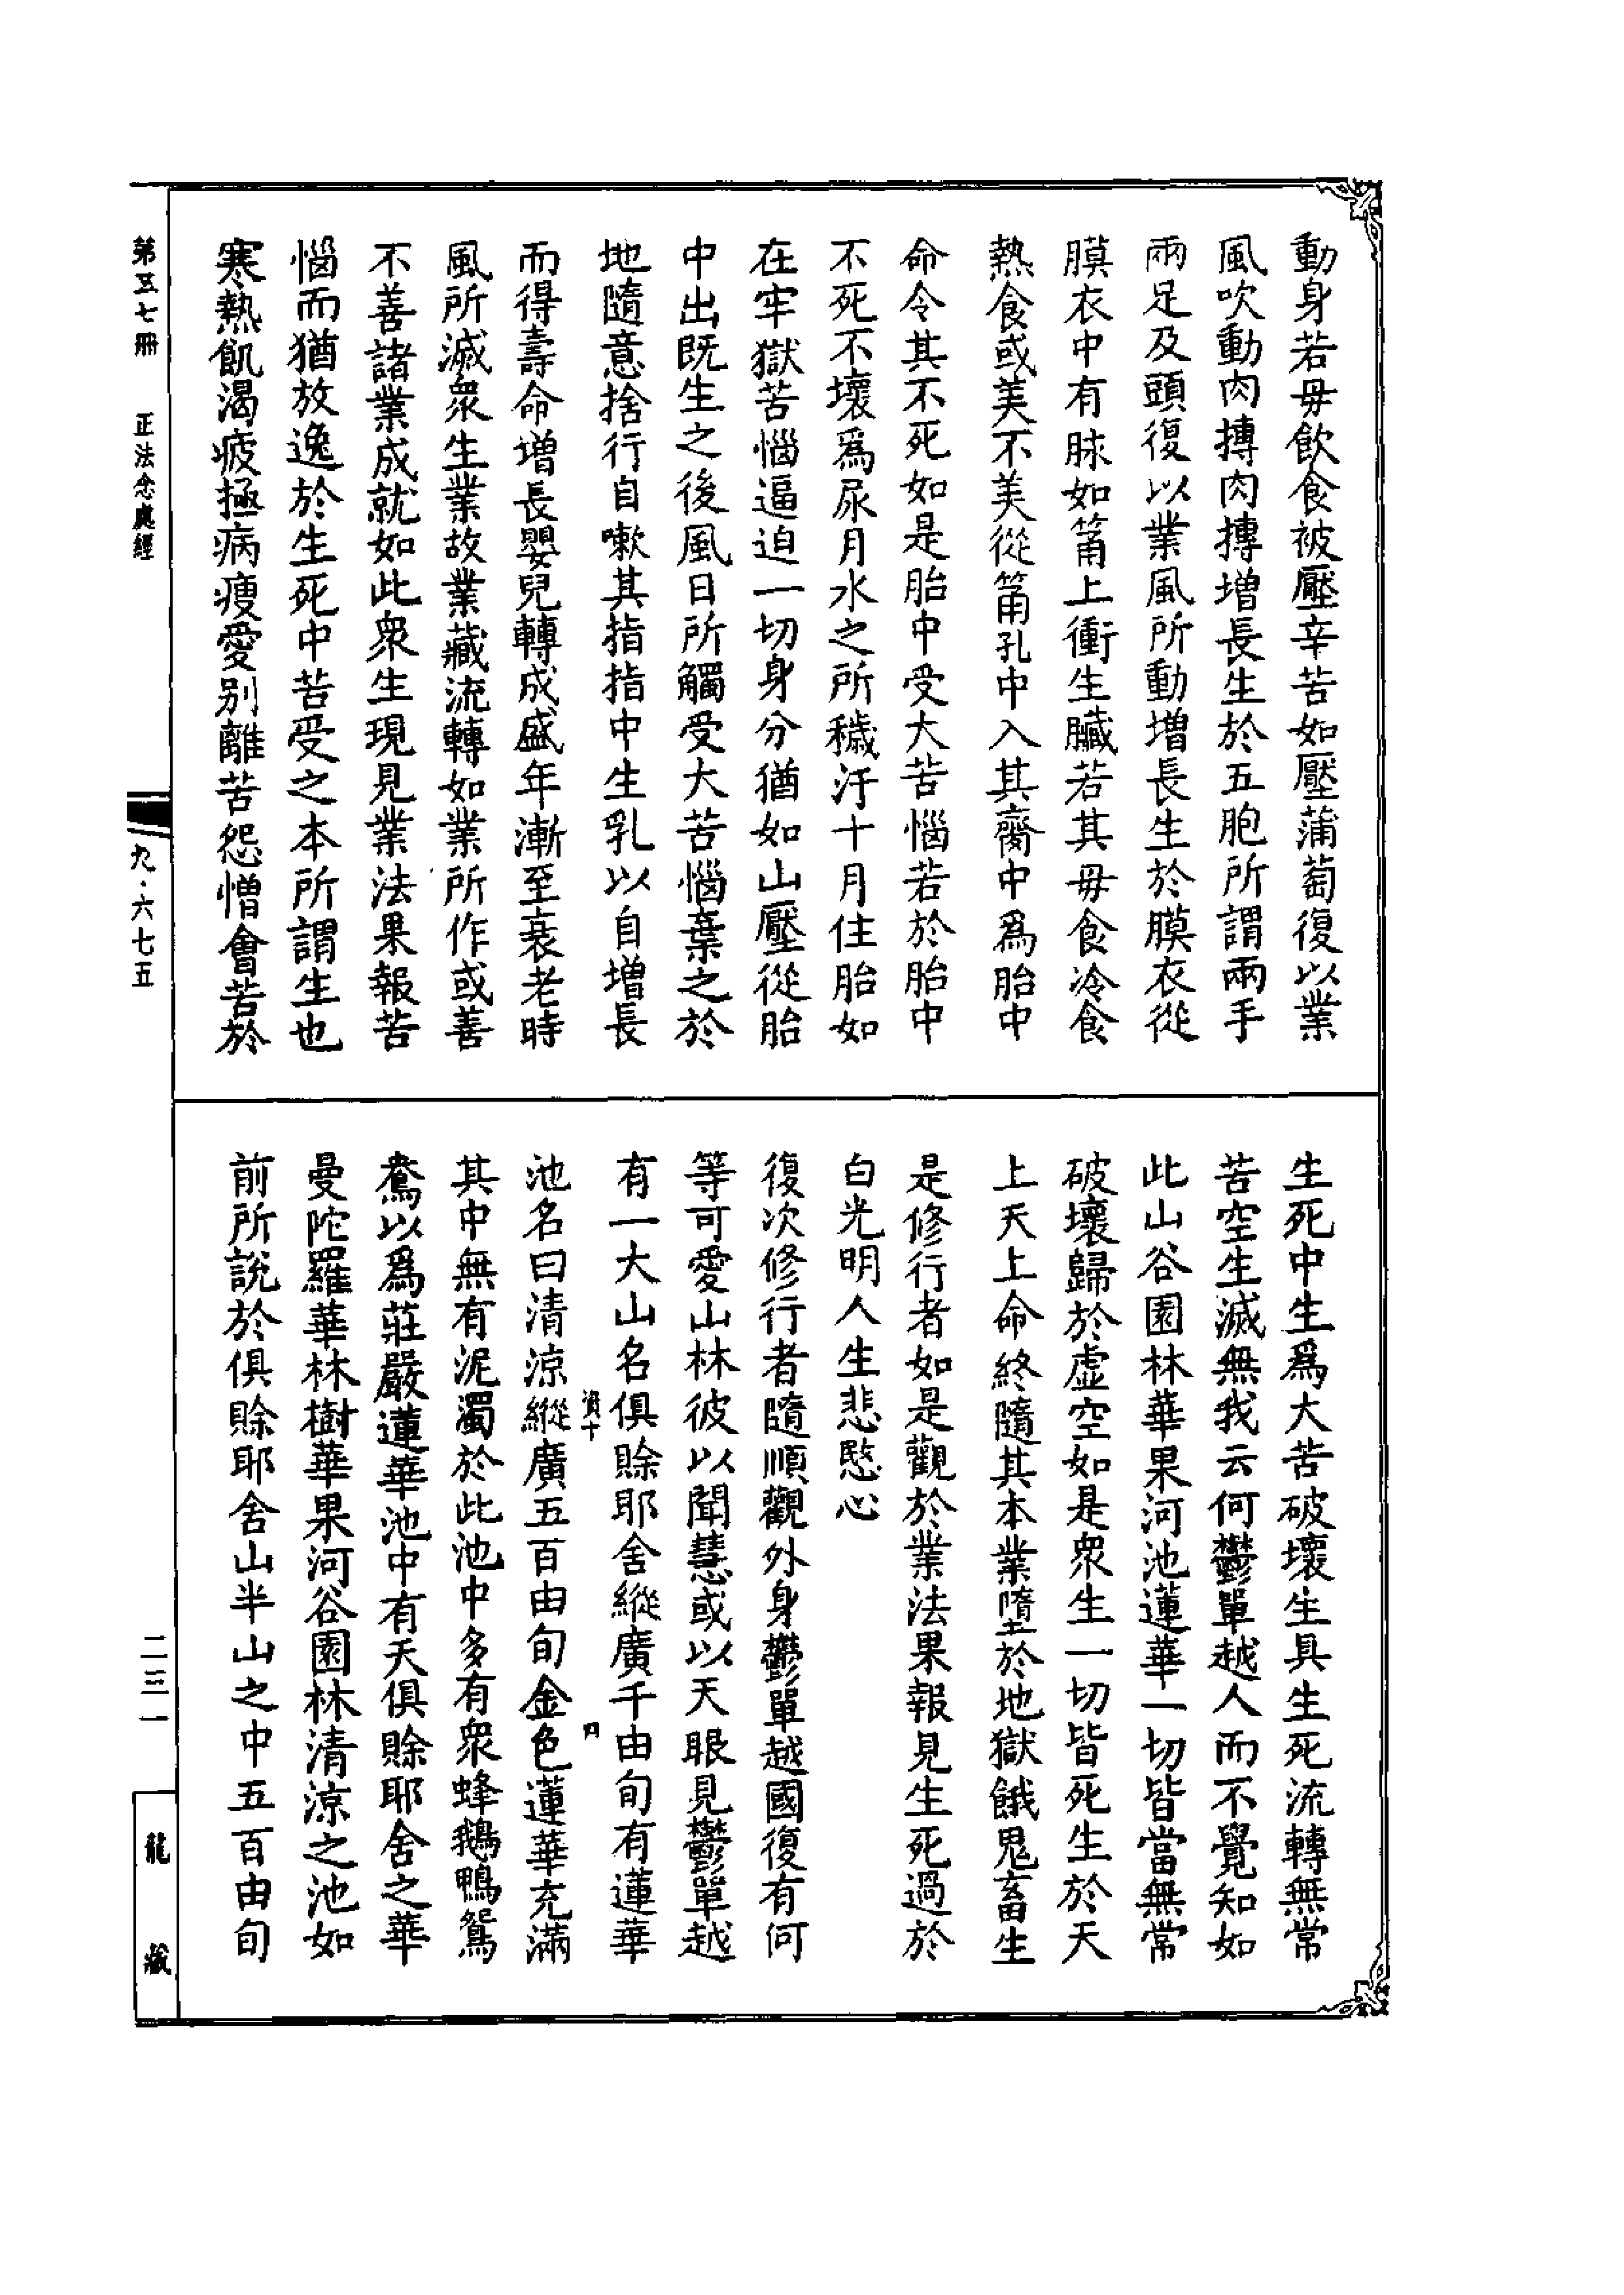 動身若毋飲食被壓辛苦如壓蒲萄復以業
風吹動肉摶肉摶增長生於五胞所謂兩手
兩足及頭復以業風所動增長生於膜衣從
膜衣中有脉如筩上衝生臟若其毋食冷食
熱食或美不美從筩孔中入其齎中為胎中
命令其不死如是胎中受大苦惱若於胎中
不死不壞為尿月水之所穢汙十月住胎如
在牢獄苦惱逼迫一切身分猶如山壓從胎
中出既生之後風日所觸受大苦惱棄之於
地隨意捨行自嗽其指指中生乳以自增長
而得壽命增長嬰兒轉成盛年漸至衰老時
風所滅眾生業故業藏流轉如業所作或善
不善諸業成就如此眾生現見業法果報苦
惱而猶放逸於生死中苦受之本所謂生也
寒熱飢渴疲極病瘦愛別離苦怨憎會苦於
生死中生為大苦破壞生具生死流轉無常
苦空生滅無我云何鬱單越人而不覺知如
此山谷園林華果河池蓮華一切皆當無常
破壞歸於虛空如是眾生一切皆死生於天
上天上命終隨其本業墮於地獄餓鬼畜生
是修行者如是觀於業法果報見生死過於
白光明人生悲愍心
復次修行者隨順觀外身鬱單越國復有何
等可愛山林彼以聞慧或以天眼見鬱單越
有一大山名俱賒耶舍縱廣千由旬有蓮華
池名曰清涼縱廣五百由旬金色蓮華充滿
其中無有泥濁於此池中多有眾蜂鵝鴨鴛
鴦以為莊嚴蓮華池中有天俱賒耶舍之華
曼陀羅華林樹華果河谷園林清涼之池如
前所說於俱賒耶舍山半山之中五百由旬
第五七冊 正法念處經
九·六七五
二三一
龍藏